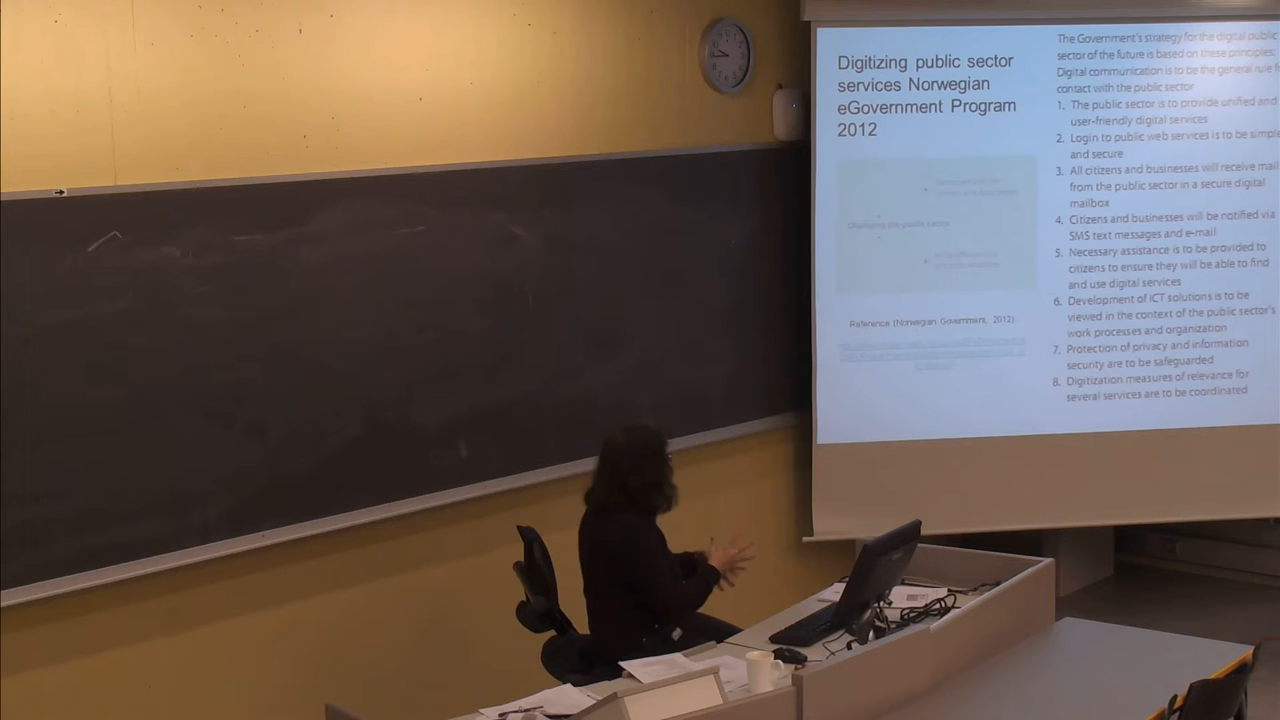 Digitizing public sector
services Norwegian
eGovernment Program
2012
Digitizing the public sector
Reference (Norwegian Government, 2012).
The Government's strategy for the digital public
sector of the future is based on these principles:
Digital communication is to be the general rule
contact with the public sector
1. The public sector is to provide unified and
user-friendly digital services
2. Login to public web services is to be simple
and secure
3. All citizens and businesses will receive mail
from the public sector in a secure digital
mailbox
4. Citizens and businesses will be notified via
SMS text messages and e-mail
5. Necessary assistance is to be provided to
citizens to ensure they will be able to find
and use digital services
6. Development of ICT solutions is to be
viewed in the context of the public sector's
work processes and organization
7. Protection of privacy and information
security are to be safeguarded
8. Digitization measures of relevance for
several services are to be coordinated